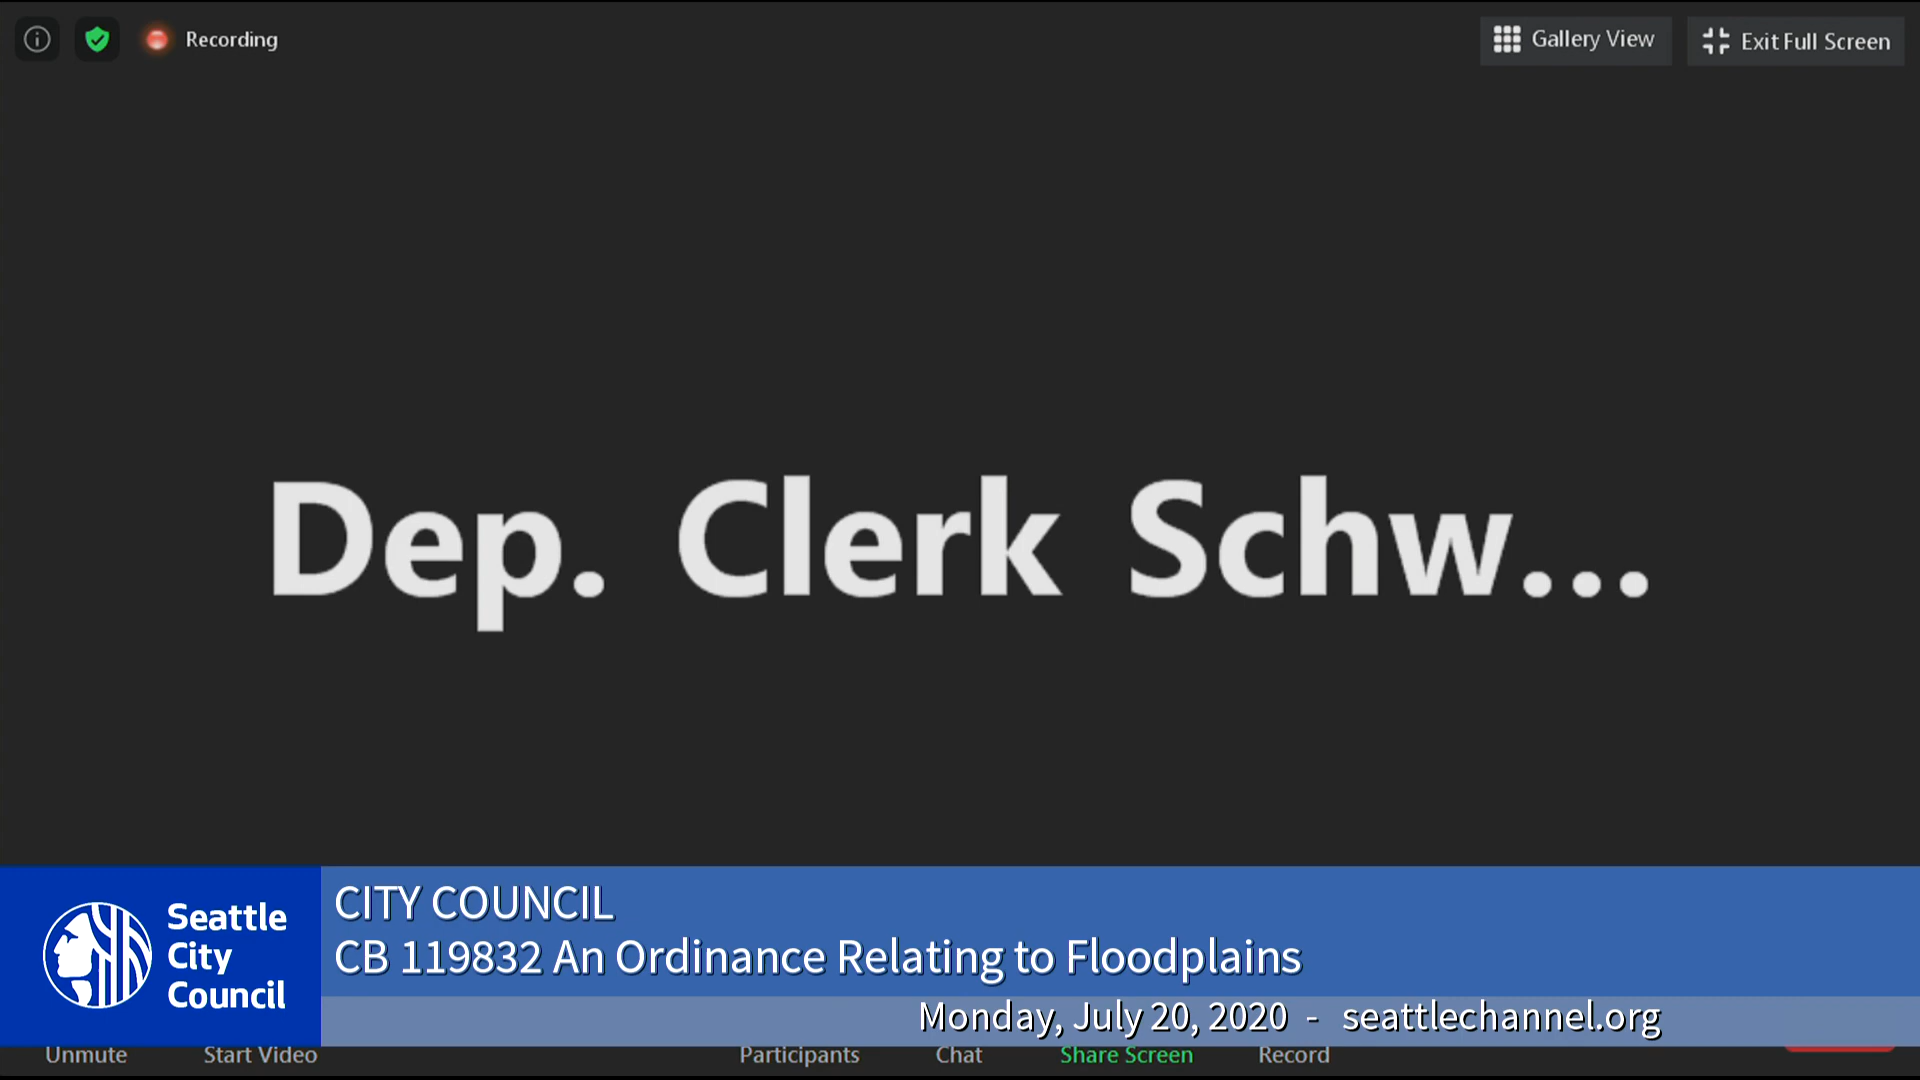 Recording
Gallery View
Exit Full Screen
Dep. Clerk Schw...
Seattle
City
Council
CITY COUNCIL
CB 119832 An Ordinance Relating to Floodplains
Monday, July 20, 2020 - seattlechannel.org
Unmute
Start Video
Participants
Chat
Share Screen
Record